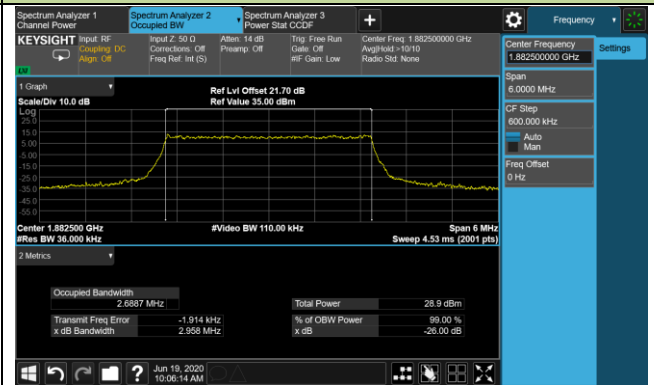 Spectrum Analyzer 1
Channel Power
Spectrum Analyzer 2
Occupied BW
Spectrum Analyzer 3
Power Stat CCDF
Frequency
KEYSIGHT
Input: RF
Coupling: DC
Align: Off
Input Z: 50 Ω
Corrections: Off
Freq Ref: Int (S)
Atten: 14 dB
Preamp: Off
Trig: Free Run
Gate: Off
#IF Gain: Low
Center Freq: 1.882500000 GHz
Avg|Hold:>10/10
Radio Std: None
Center Frequency
1.882500000 GHz
Settings
Span
6.0000 MHz
CF Step
600.000 kHz
Auto
Man
Freq Offset
0 Hz
1 Graph
Scale/Div 10.0 dB
Ref Lvl Offset 21.70 dB
Ref Value 35.00 dBm
Log
25.0
15.0
5.00
-5.00
-15.0
-25.0
-35.0
-45.0
-55.0
Center 1.882500 GHz
#Res BW 36.000 kHz
#Video BW 110.00 kHz
Span 6 MHz
Sweep 4.53 ms (2001 pts)
2 Metrics
Occupied Bandwidth
2.6887 MHz
Total Power 28.9 dBm
Transmit Freq Error -1.914 kHz
% of OBW Power 99.00 %
x dB Bandwidth 2.958 MHz
x dB -26.00 dB
Jun 19, 2020
10:06:14 AM